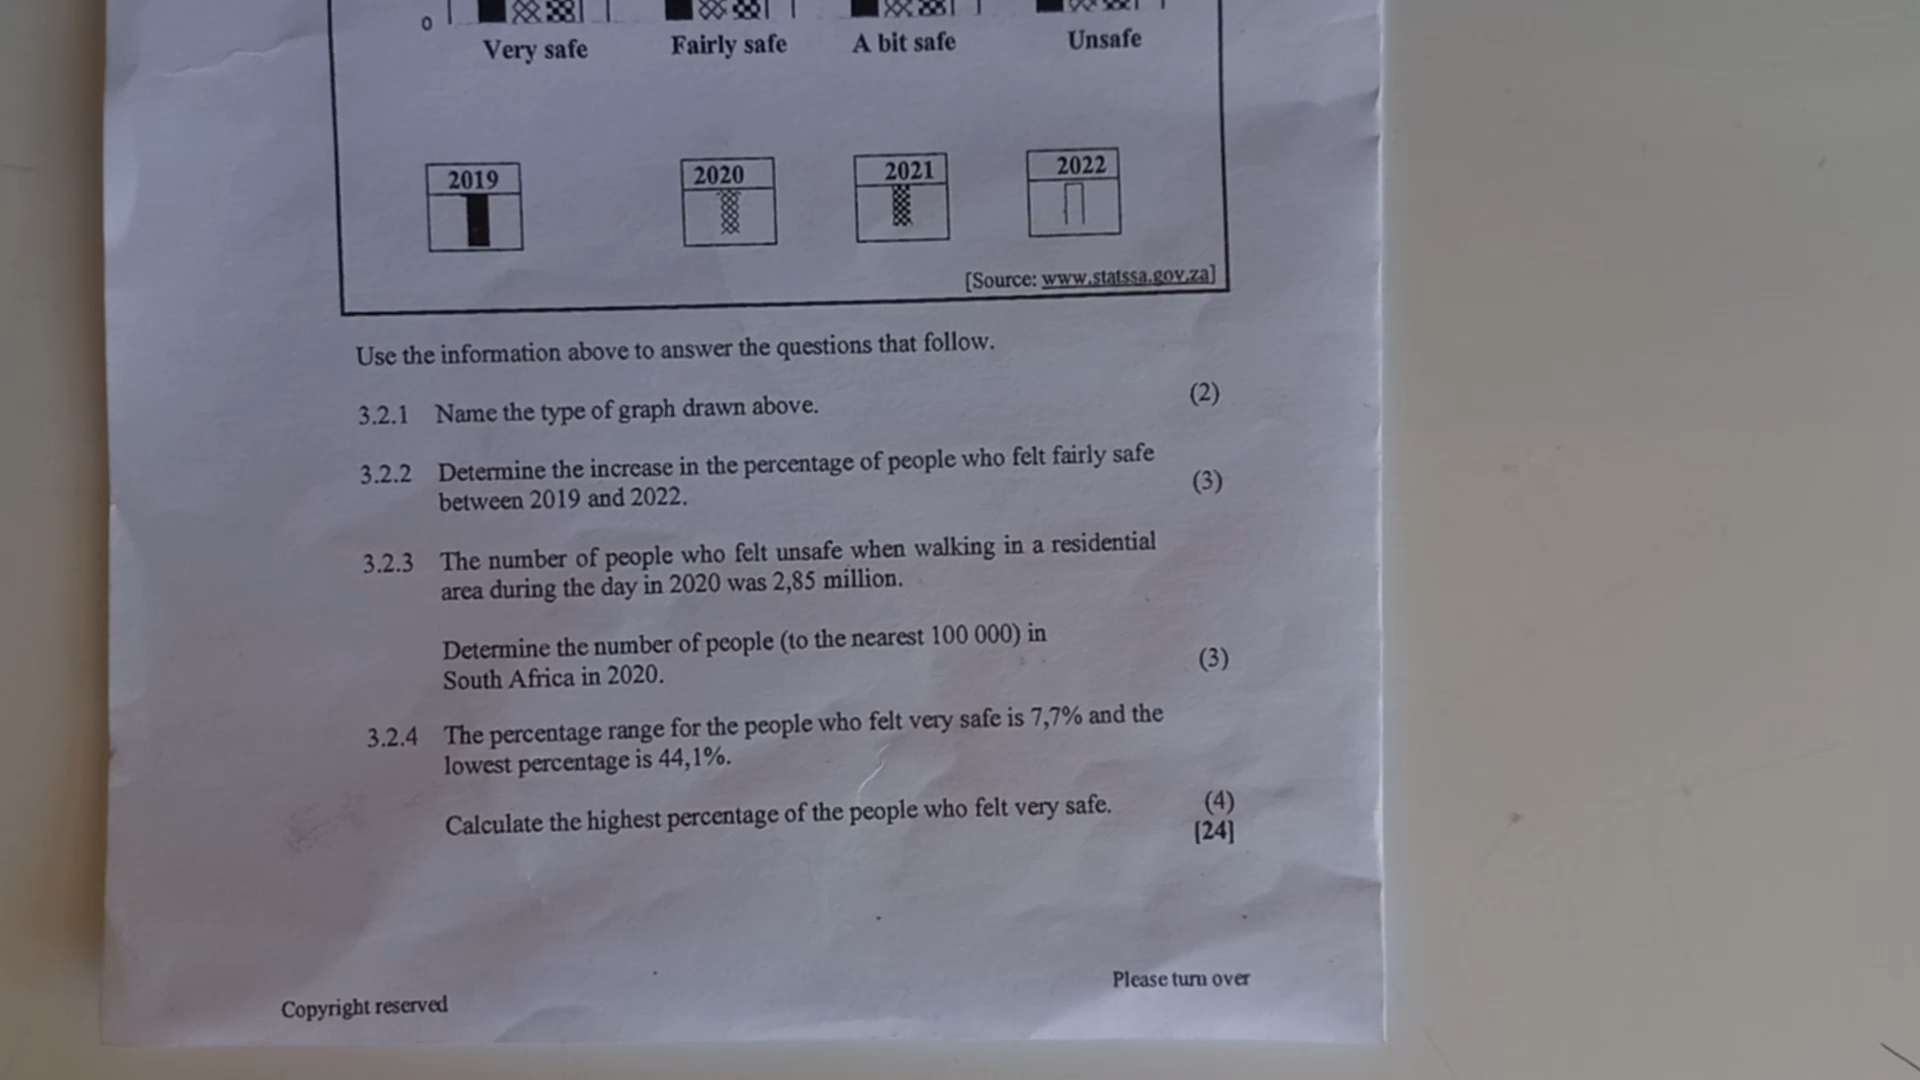 0
Very safe Fairly safe A bit safe Unsafe
2019 2020 2021 2022
[Source: www.statssa.gov.za]
Use the information above to answer the questions that follow.
3.2.1 Name the type of graph drawn above. (2)
3.2.2 Determine the increase in the percentage of people who felt fairly safe
between 2019 and 2022. (3)
3.2.3 The number of people who felt unsafe when walking in a residential
area during the day in 2020 was 2,85 million.
Determine the number of people (to the nearest 100 000) in
South Africa in 2020. (3)
3.2.4 The percentage range for the people who felt very safe is 7,7% and the
lowest percentage is 44,1%.
Calculate the highest percentage of the people who felt very safe. (4)
[24]
Please turn over
Copyright reserved